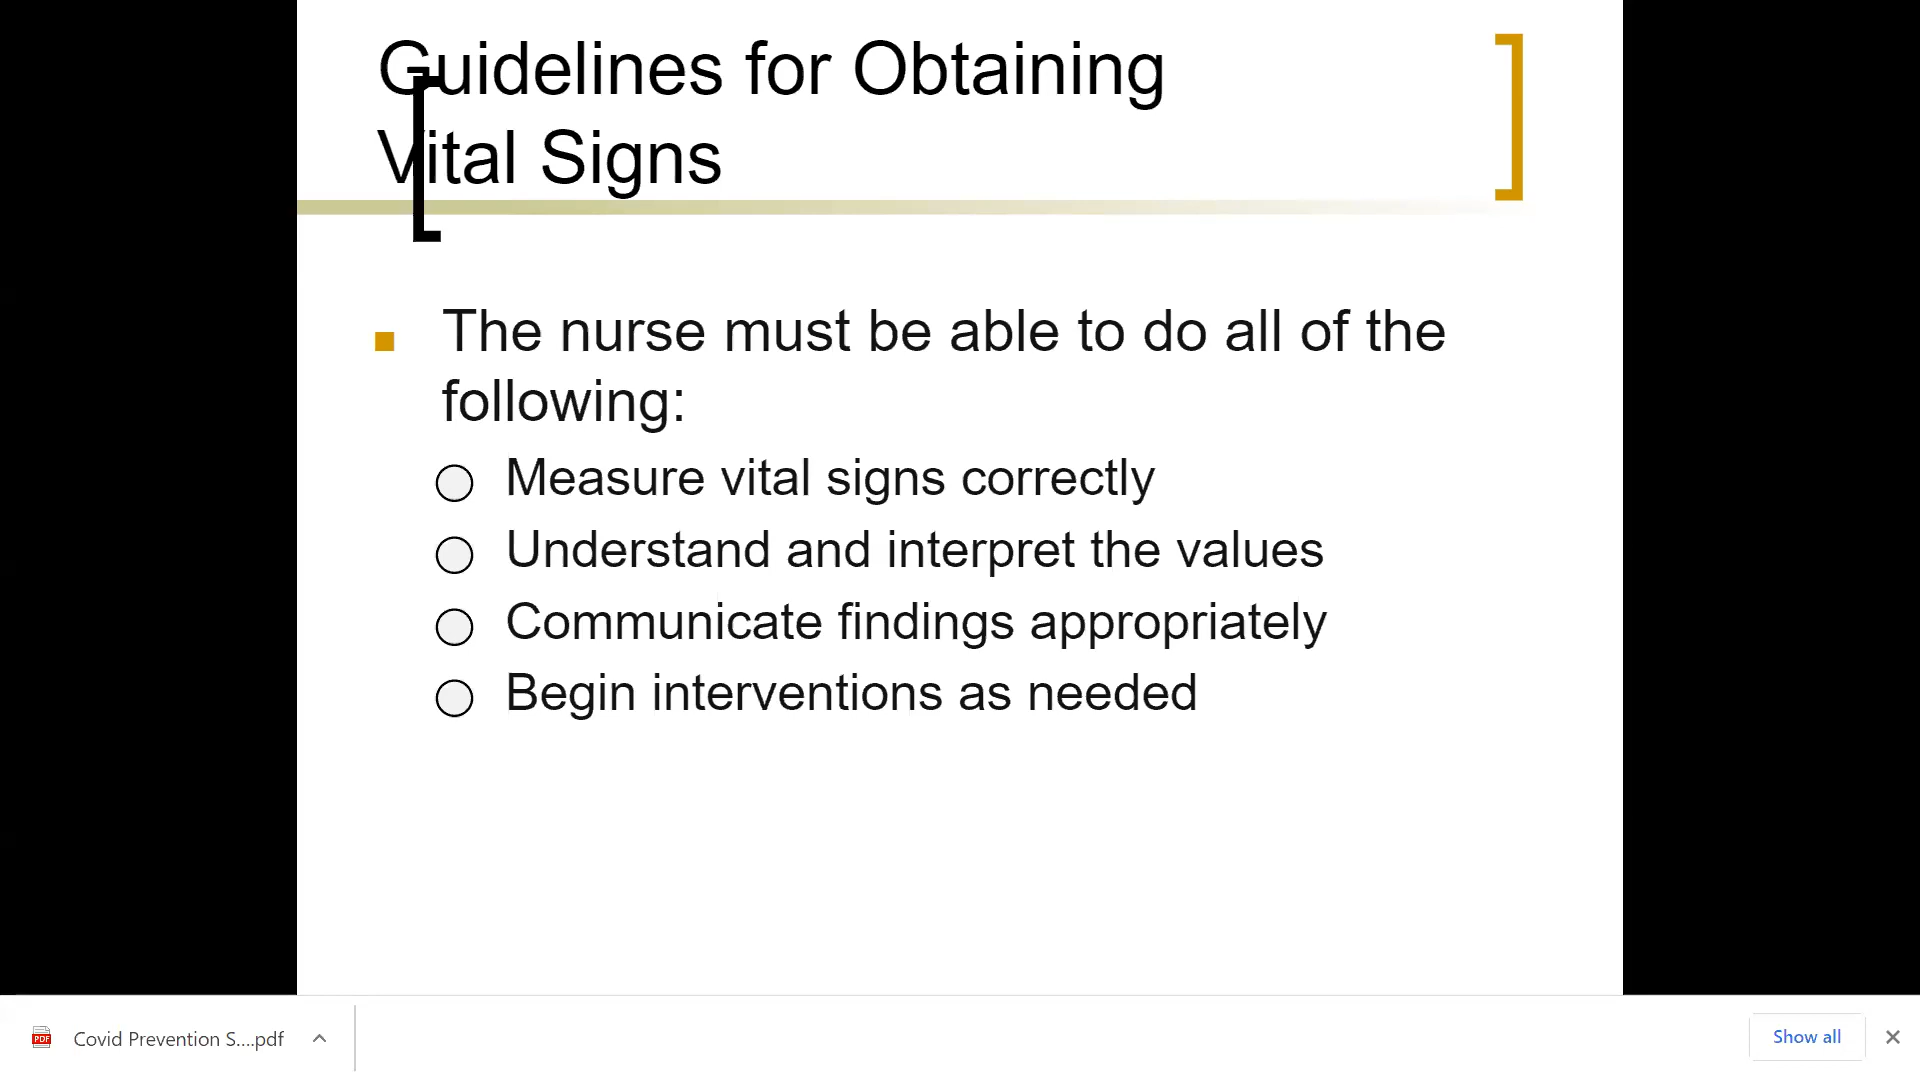 Guidelines for Obtaining
Vital Signs
The nurse must be able to do all of the
following:
Measure vital signs correctly
Understand and interpret the values
Communicate findings appropriately
Begin interventions as needed
PDF
Covid Prevention S....pdf
Show all